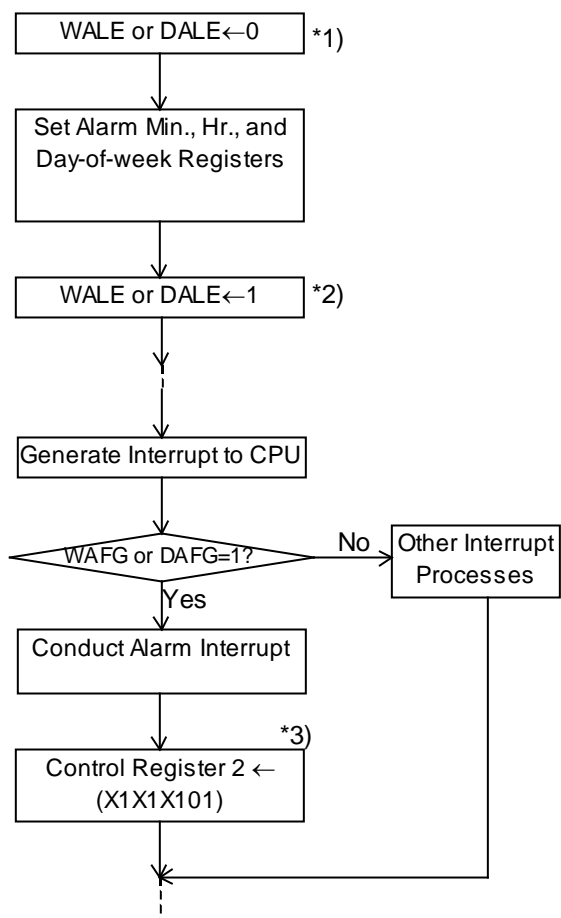 WALE or DALE←0
*1)
Set Alarm Min., Hr., and
Day-of-week Registers
WALE or DALE←1
*2)
Generate Interrupt to CPU
WAFG or DAFG=1?
No
Other Interrupt
Processes
Yes
Conduct Alarm Interrupt
*3)
Control Register 2 ←
(X1X1X101)